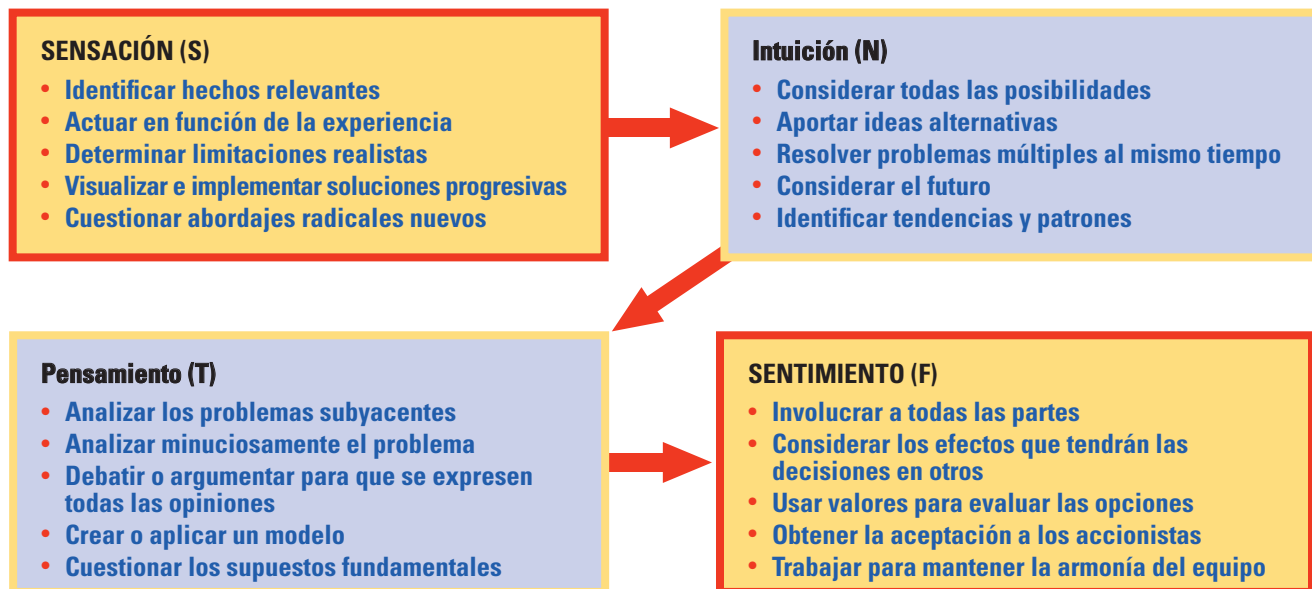 SENSACIÓN (S)
• Identificar hechos relevantes
• Actuar en función de la experiencia
• Determinar limitaciones realistas
• Visualizar e implementar soluciones progresivas
• Cuestionar abordajes radicales nuevos
Intuición (N)
• Considerar todas las posibilidades
• Aportar ideas alternativas
• Resolver problemas múltiples al mismo tiempo
• Considerar el futuro
• Identificar tendencias y patrones
Pensamiento (T)
• Analizar los problemas subyacentes
• Analizar minuciosamente el problema
• Debatir o argumentar para que se expresen
todas las opiniones
• Crear o aplicar un modelo
• Cuestionar los supuestos fundamentales
SENTIMIENTO (F)
• Involucrar a todas las partes
• Considerar los efectos que tendrán las
decisiones en otros
• Usar valores para evaluar las opciones
• Obtener la aceptación a los accionistas
• Trabajar para mantener la armonía del equipo